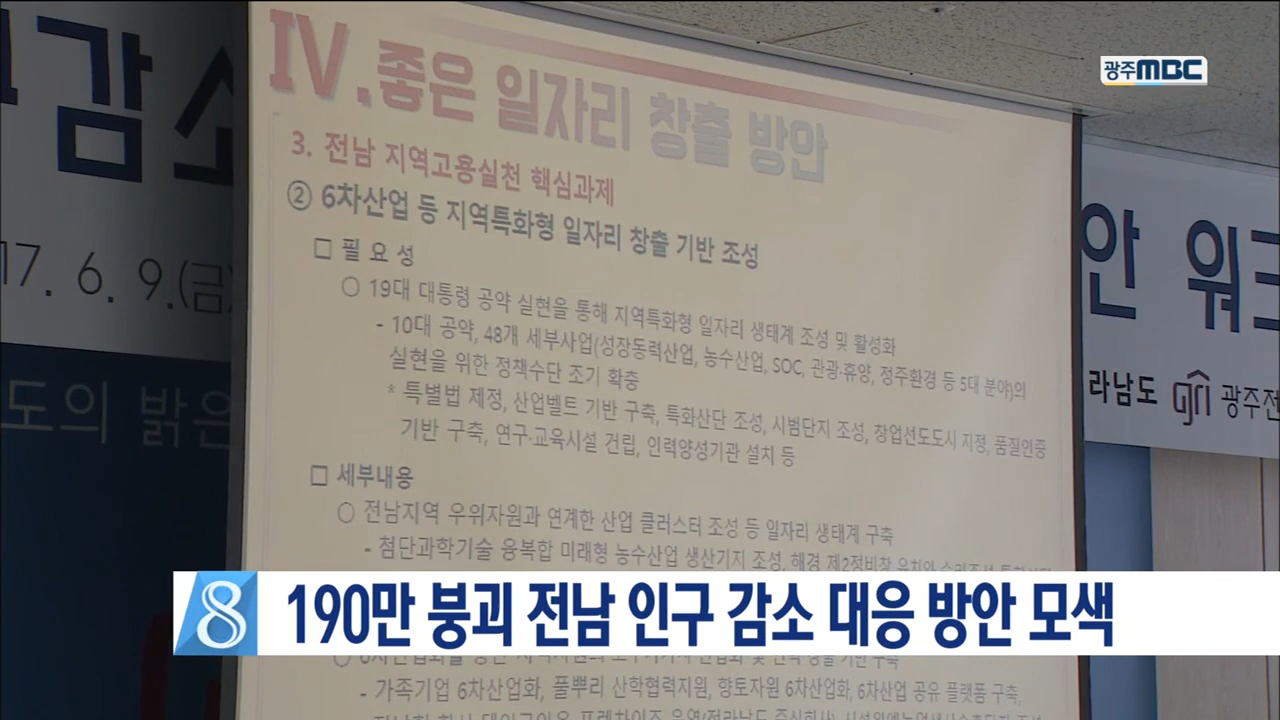 광주MBC
감소
Ⅳ.좋은 일자리 창출 방안
3. 전남 지역고용실천 핵심과제
② 6차산업 등 지역특화형 일자리 창출 기반 조성
□ 필 요 성
○ 19대 대통령 공약 실현을 통해 지역특화형 일자리 생태계 조성 및 활성화
- 10대 공약, 48개 세부사업(성장동력산업, 농수산업, SOC, 관광·휴양, 정주환경 등 5대 분야)의
실현을 위한 정책수단 조기 확충
* 특별법 제정, 산업벨트 기반 구축, 특화산단 조성, 시범단지 조성, 창업선도도시 지정, 품질인증
기반 구축, 연구·교육시설 건립, 인력양성기관 설치 등
□ 세부내용
○ 전남지역 우위자원과 연계한 산업 클러스터 조성 등 일자리 생태계 구축
- 첨단과학기술 융복합 미래형 농수산업 생산기지 조성, 해경 제2정비창
- 가족기업 6차산업화, 풀뿌리 산학협력지원, 향토자원 6차산업화, 6차산업 공유 플랫폼 구축,
17. 6. 9.(금)
도의 밝은
안 워크
라남도 gjni 광주전
8 190만 붕괴 전남 인구 감소 대응 방안 모색